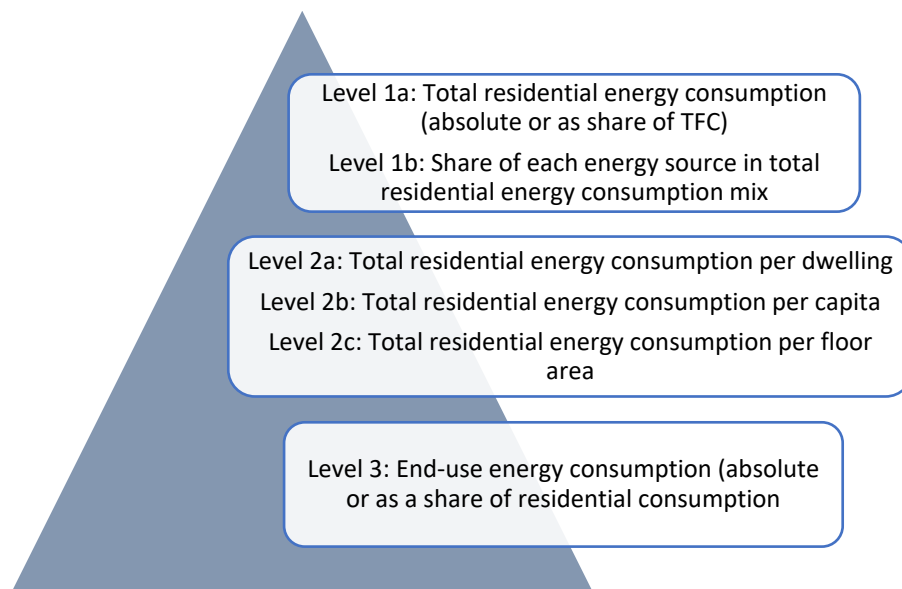 Level 1a: Total residential energy consumption
(absolute or as share of TFC)
Level 1b: Share of each energy source in total
residential energy consumption mix
Level 2a: Total residential energy consumption per dwelling
Level 2b: Total residential energy consumption per capita
Level 2c: Total residential energy consumption per floor
area
Level 3: End-use energy consumption (absolute
or as a share of residential consumption